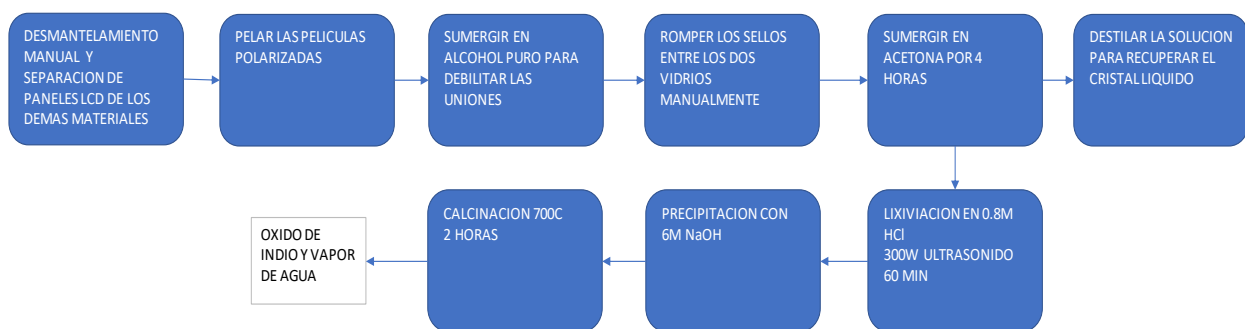 DESMANTELAMIENTO
MANUAL Y
SEPARACION DE
PANELES LCD DE LOS
DEMAS MATERIALES
PELAR LAS PELICULAS
POLARIZADAS
SUMERGIR EN
ALCOHOL PURO PARA
DEBILITAR LAS
UNIONES
ROMPER LOS SELLOS
ENTRE LOS DOS
VIDRIOS
MANUALMENTE
SUMERGIR EN
ACETONA POR 4
HORAS
DESTILAR LA SOLUCION
PARA RECUPERAR EL
CRISTAL LIQUIDO
LIXIVIACION EN 0.8M
HCl
300W ULTRASONIDO
60 MIN
PRECIPITACION CON
6M NaOH
CALCINACION 700C
2 HORAS
OXIDO DE
INDIO Y VAPOR
DE AGUA